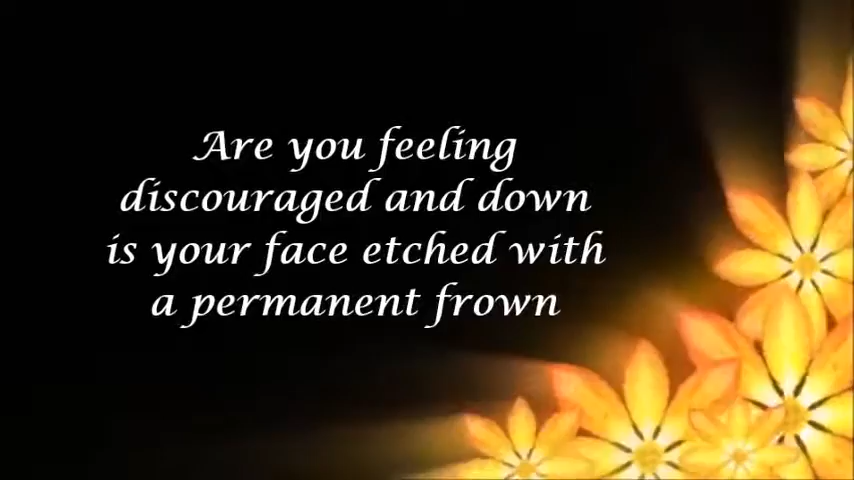 Are you feeling
discouraged and down
is your face etched with
a permanent frown